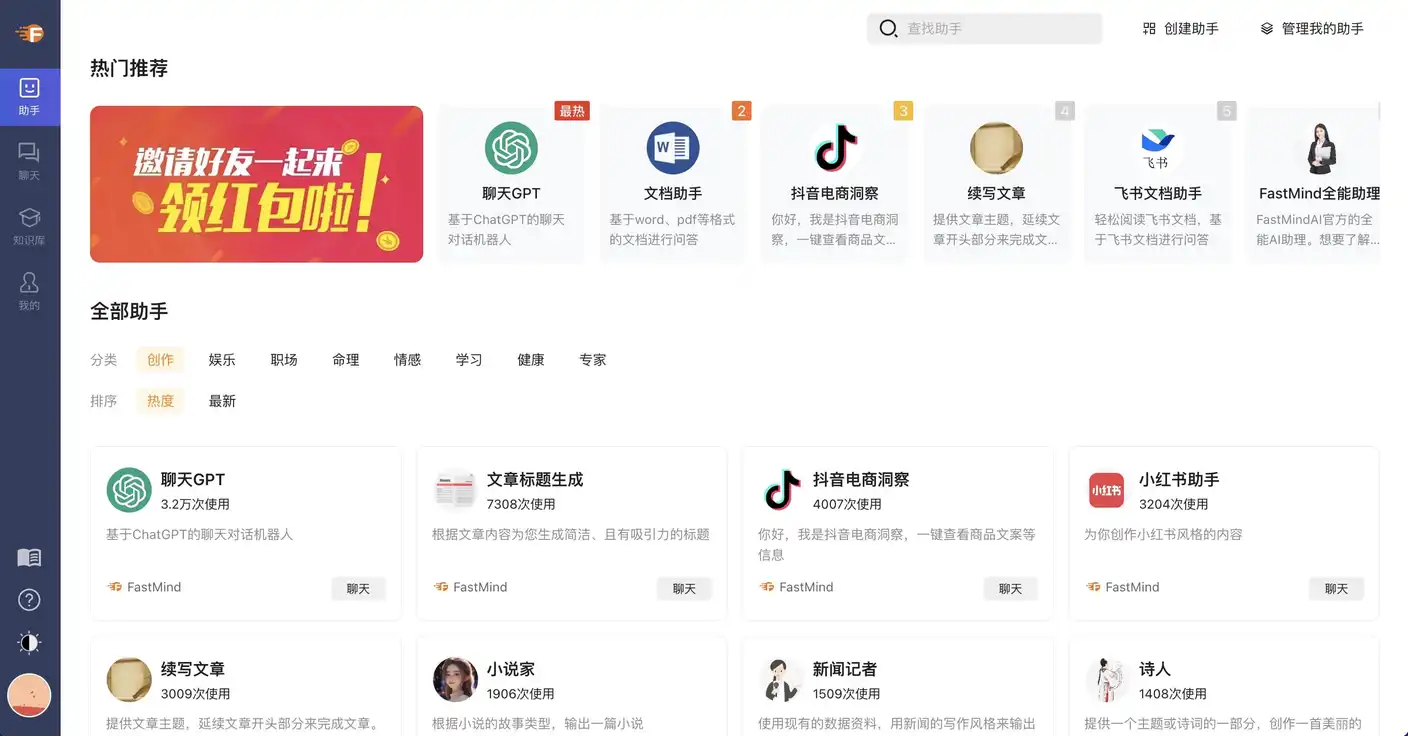 查找助手
创建助手
管理我的助手
助手
聊天
知识库
我的
热门推荐
邀请好友一起来
领红包啦!
最热
聊天GPT
基于ChatGPT的聊天
对话机器人
2
文档助手
基于word、pdf等格式
的文档进行问答
3
抖音电商洞察
你好，我是抖音电商洞
察，一键查看商品文...
4
续写文章
提供文章主题，延续文
章开头部分来完成文...
5
飞书
飞书文档助手
轻松阅读飞书文档，基
于飞书文档进行问答
FastMind全能助理
FastMindAI官方的全
能AI助理。想要了解...
全部助手
分类 创作 娱乐 职场 命理 情感 学习 健康 专家
排序 热度 最新
聊天GPT
3.2万次使用
基于ChatGPT的聊天对话机器人
FastMind
聊天
文章标题生成
7308次使用
根据文章内容为您生成简洁、且有吸引力的标题
FastMind
聊天
抖音电商洞察
4007次使用
你好，我是抖音电商洞察，一键查看商品文案等
信息
FastMind
聊天
小红书
小红书助手
3204次使用
为你创作小红书风格的内容
FastMind
聊天
续写文章
3009次使用
提供文章主题，延续文章开头部分来完成文章。
小说家
1906次使用
根据小说的故事类型，输出一篇小说
新闻记者
1509次使用
使用现有的数据资料，用新闻的写作风格来输出
诗人
1408次使用
提供一个主题或诗词的一部分，创作一首美丽的